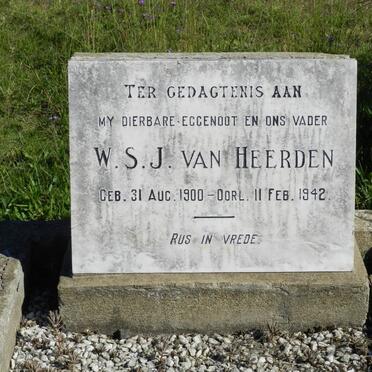 TER GEDAGTENIS AAN
MY DIERBARE EGGENOOT EN ONS VADER
W.S.J. VAN HEERDEN
GEB. 31 AUG. 1900 - OORL. 11 FEB. 1942.
RUS IN VREDE.